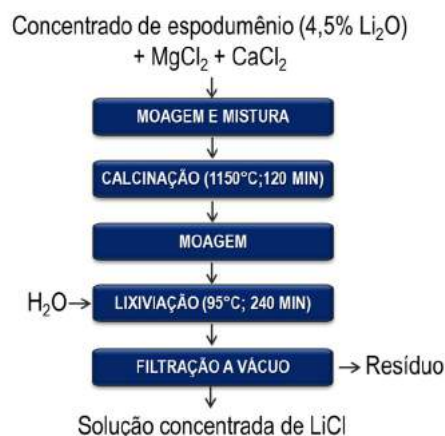 Concentrado de espodumênio (4,5% Li₂O)
+ MgCl₂ + CaCl₂
MOAGEM E MISTURA
CALCINAÇÃO (1150°C;120 MIN)
MOAGEM
H₂O
LIXIVIAÇÃO (95°C; 240 MIN)
FILTRAÇÃO A VÁCUO
Resíduo
Solução concentrada de LiCl